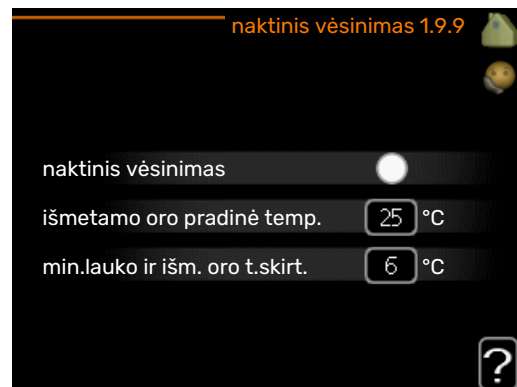 naktinis vėsinimas 1.9.9
naktinis vėsinimas
išmetamo oro pradinė temp. 25 °C
min.lauko ir išm. oro t.skirt. 6 °C
?